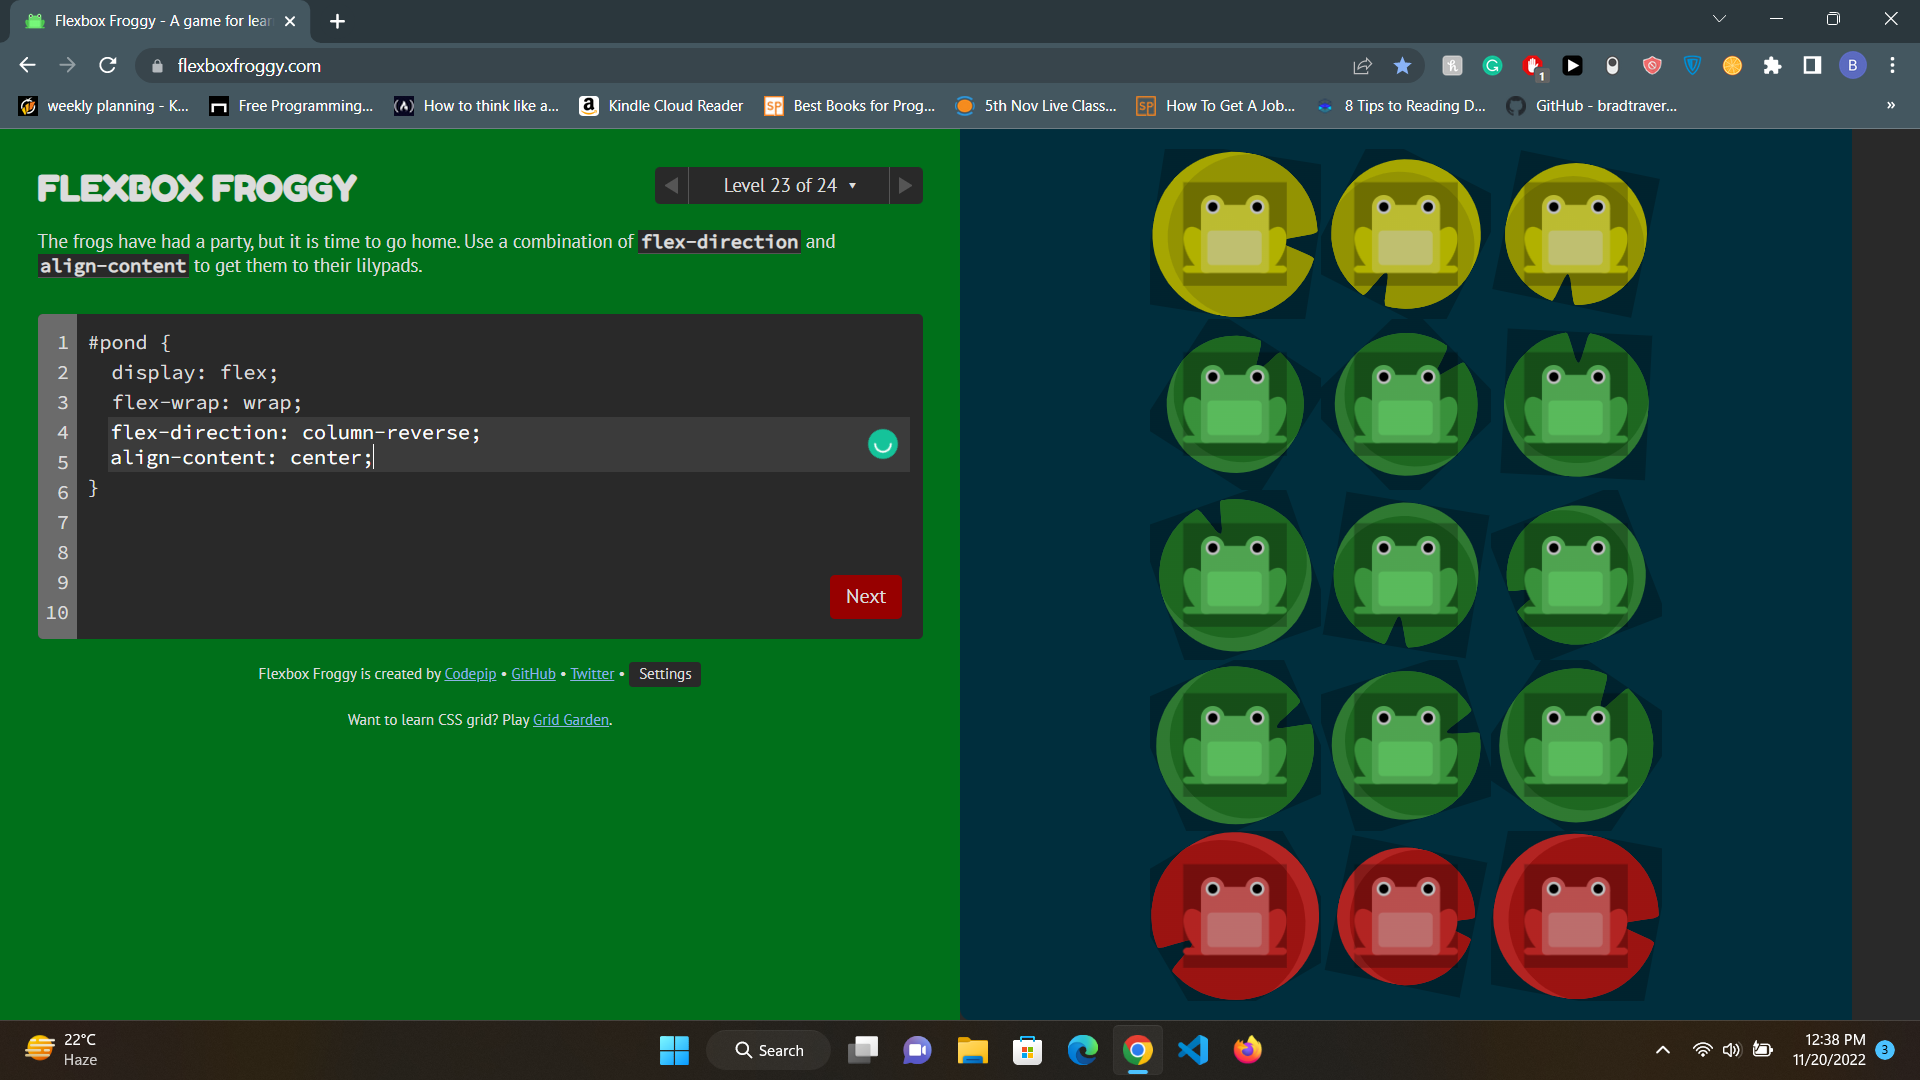 Flexbox Froggy - A game for lear
flexboxfroggy.com
1
B
weekly planning - K...
Free Programming...
How to think like a...
Kindle Cloud Reader
Best Books for Prog...
5th Nov Live Class...
How To Get A Job...
8 Tips to Reading D...
GitHub - bradtraver...
»
FLEXBOX FROGGY
Level 23 of 24
The frogs have had a party, but it is time to go home. Use a combination of flex-direction and
align-content to get them to their lilypads.
1 #pond {
2 display: flex;
3 flex-wrap: wrap;
4 flex-direction: column-reverse;
5 align-content: center;
6 }
7
8
9
10
Next
Flexbox Froggy is created by Codepip • GitHub • Twitter • Settings
Want to learn CSS grid? Play Grid Garden.
22°C
Haze
Search
12:38 PM
11/20/2022
3